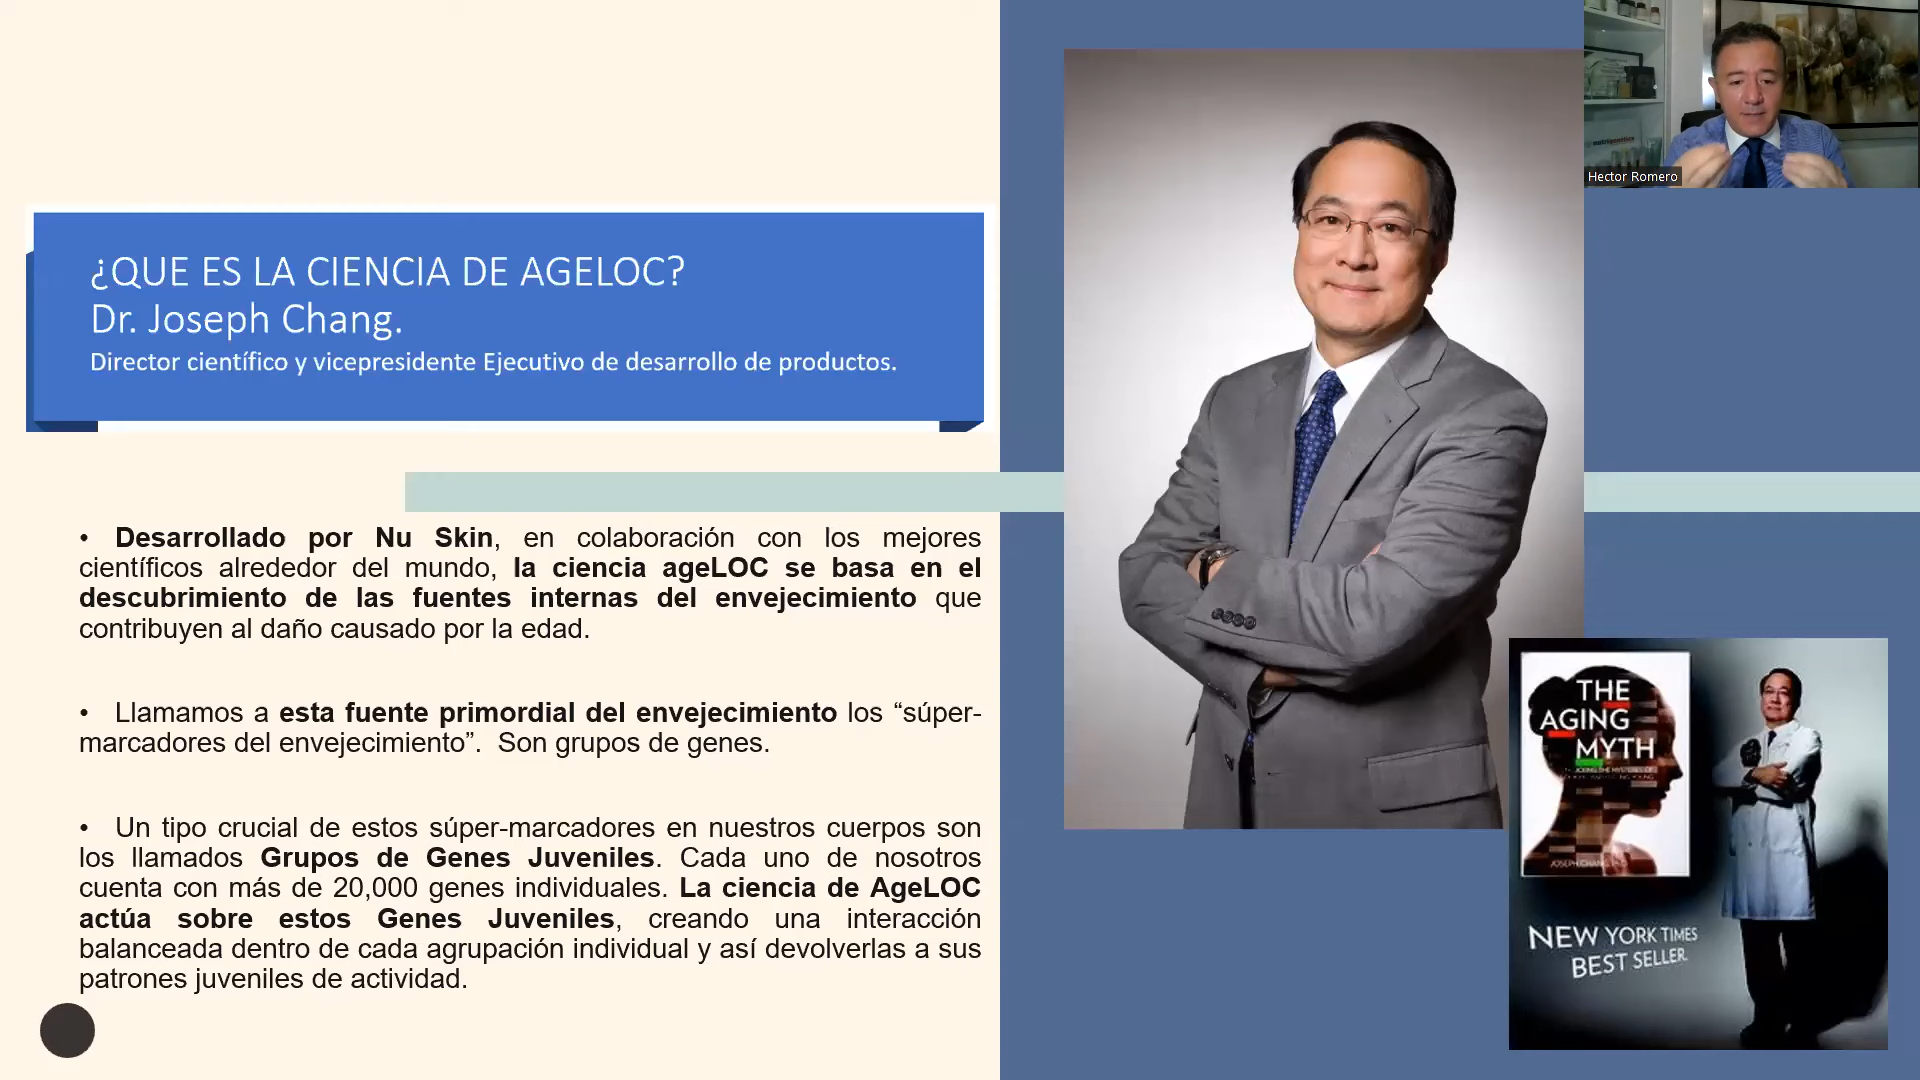 ¿QUE ES LA CIENCIA DE AGELOC?
Dr. Joseph Chang.
Director científico y vicepresidente Ejecutivo de desarrollo de productos.
• Desarrollado por Nu Skin, en colaboración con los mejores
científicos alrededor del mundo, la ciencia ageLOC se basa en el
descubrimiento de las fuentes internas del envejecimiento que
contribuyen al daño causado por la edad.
• Llamamos a esta fuente primordial del envejecimiento los “súper-
marcadores del envejecimiento”. Son grupos de genes.
• Un tipo crucial de estos súper-marcadores en nuestros cuerpos son
los llamados Grupos de Genes Juveniles. Cada uno de nosotros
cuenta con más de 20,000 genes individuales. La ciencia de AgeLOC
actúa sobre estos Genes Juveniles, creando una interacción
balanceada dentro de cada agrupación individual y así devolverlas a sus
patrones juveniles de actividad.
Hector Romero
THE
AGING
MYTH
JOSEPH CHANG
NEW YORK TIMES
BEST SELLER.